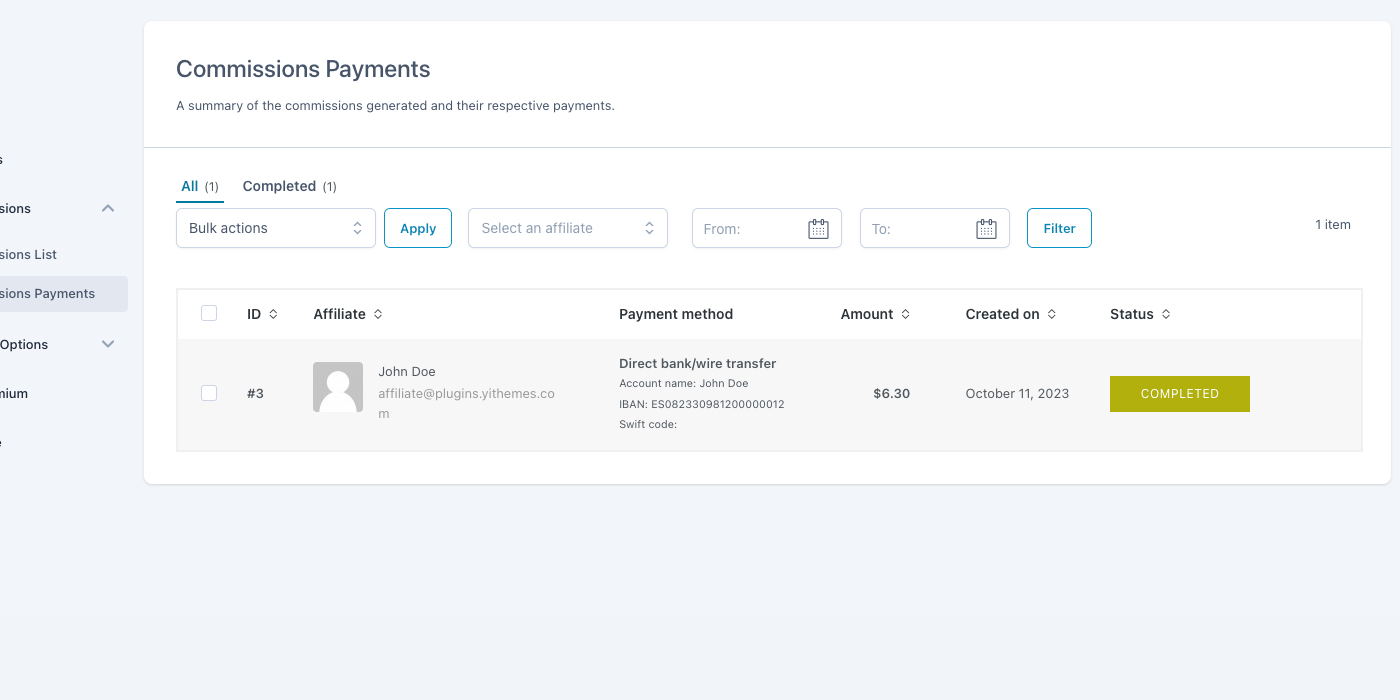 Commissions Payments
A summary of the commissions generated and their respective payments.
s
sions
sions List
sions Payments
Options
mium
e
All (1) Completed (1)
Bulk actions Apply Select an affiliate From: To: Filter 1 item
ID Affiliate Payment method Amount Created on Status
#3
John Doe
affiliate@plugins.yithemes.co
m
Direct bank/wire transfer
Account name: John Doe
IBAN: ES082330981200000012
Swift code:
$6.30
October 11, 2023
COMPLETED